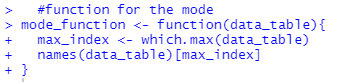 >   #function for the mode
> mode_function <- function(data_table){
+   max_index <- which.max(data_table)
+   names(data_table)[max_index]
+ }